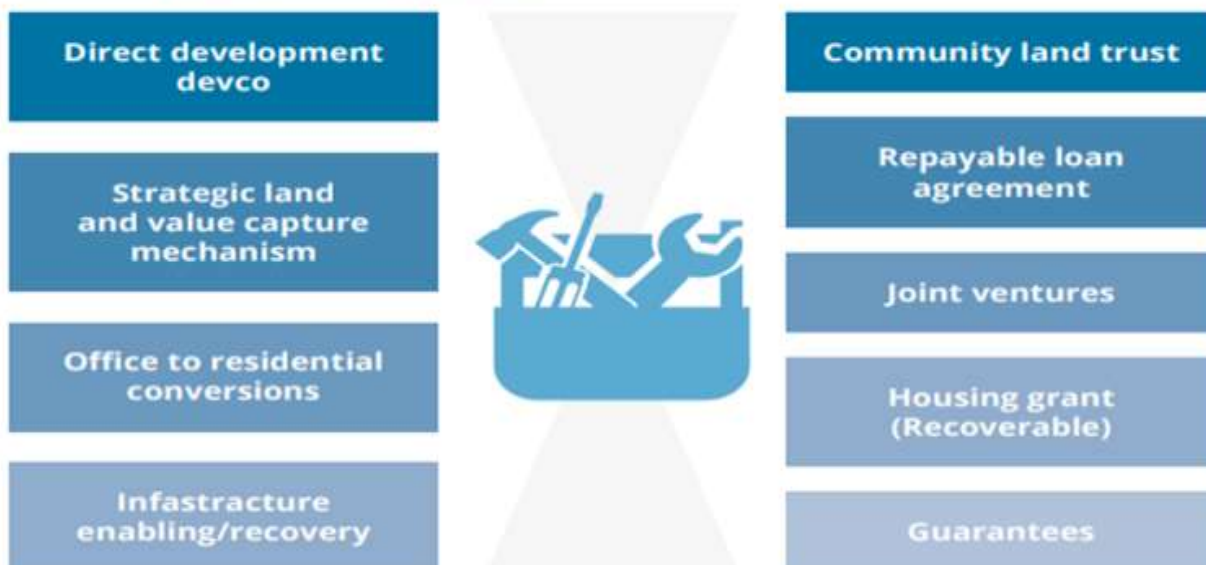 Direct development
devco
Strategic land
and value capture
mechanism
Office to residential
conversions
Infastracture
enabling/recovery
Community land trust
Repayable loan
agreement
Joint ventures
Housing grant
(Recoverable)
Guarantees